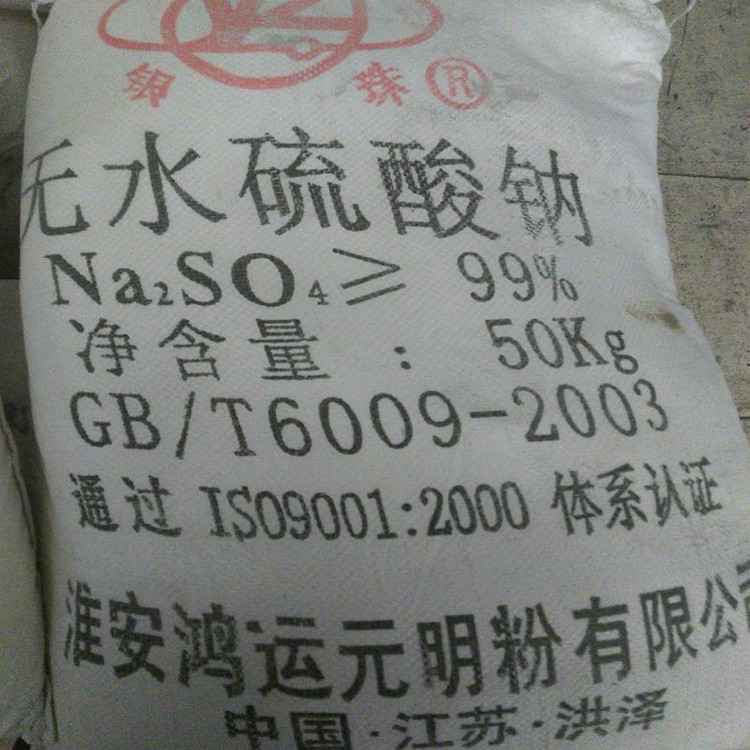 银 珠 ®
无水硫酸钠
Na₂SO₄≥ 99%
净含量: 50Kg
GB/T6009-2003
通过 ISO9001:2000 体系认证
淮安鸿运元明粉有限公司
中国·江苏·洪泽